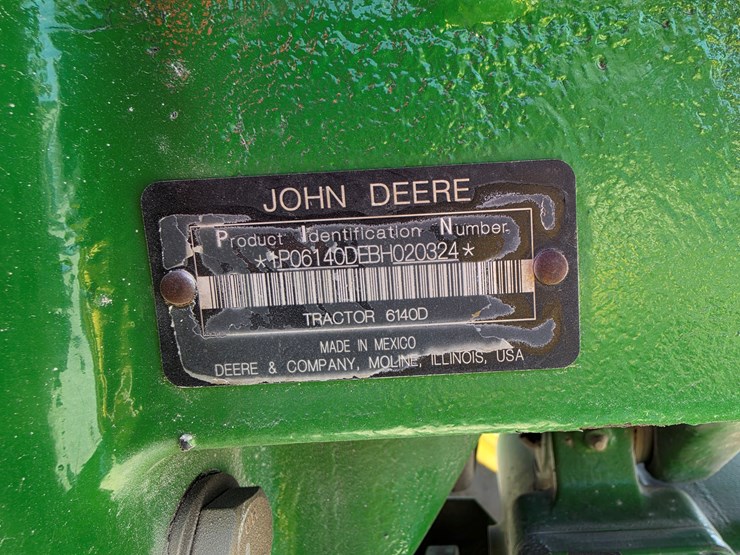 JOHN DEERE
Product Identification Number
*1P06140DEBH020324*
TRACTOR 6140D
MADE IN MEXICO
DEERE & COMPANY, MOLINE, ILLINOIS, USA